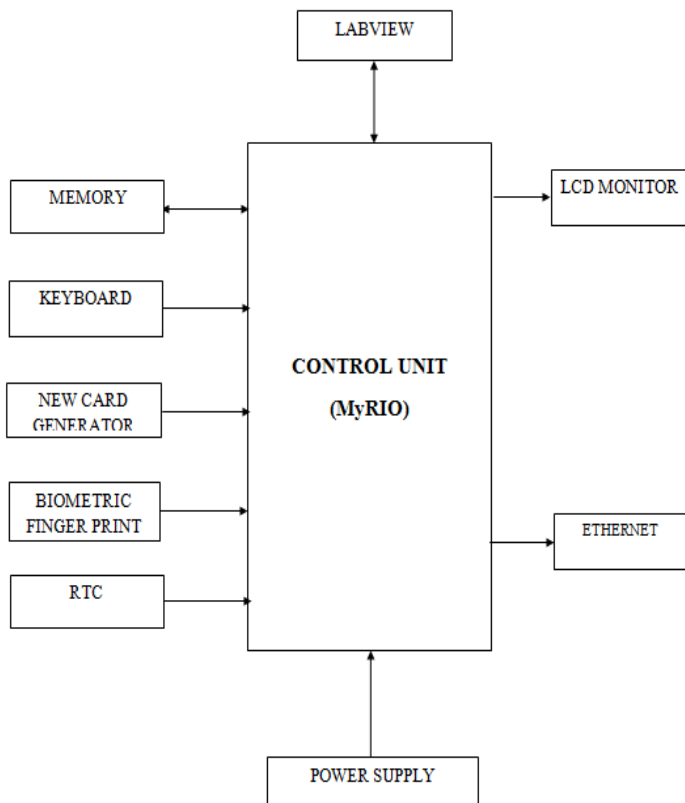 LABVIEW
MEMORY
KEYBOARD
NEW CARD
GENERATOR
BIOMETRIC
FINGER PRINT
RTC
CONTROL UNIT
(MyRIO)
LCD MONITOR
ETHERNET
POWER SUPPLY